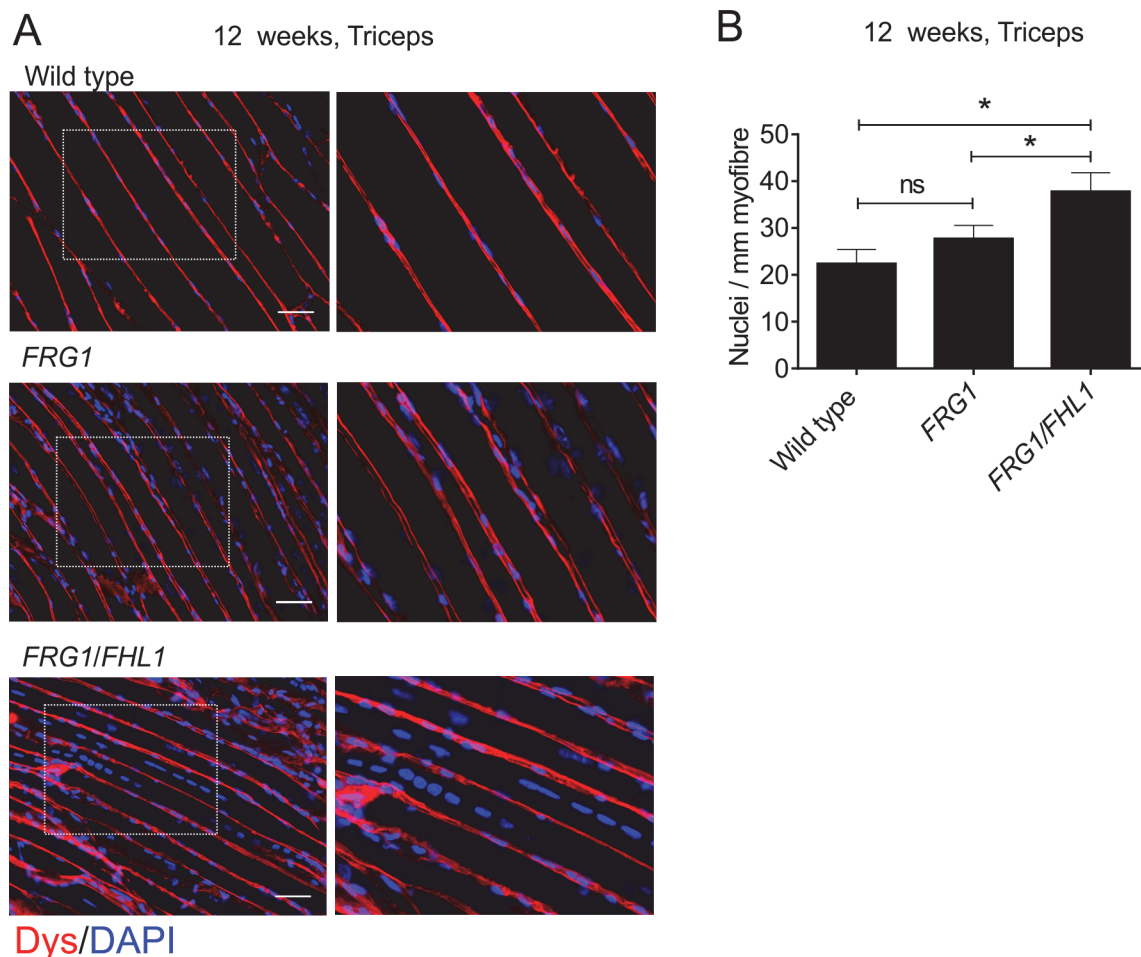 A
12 weeks, Triceps
Wild type
FRG1
FRG1/FHL1
Dys/DAPI
B
12 weeks, Triceps
*
*
ns
Nuclei / mm myofibre
50
40
30
20
10
0
Wild type
FRG1
FRG1/FHL1